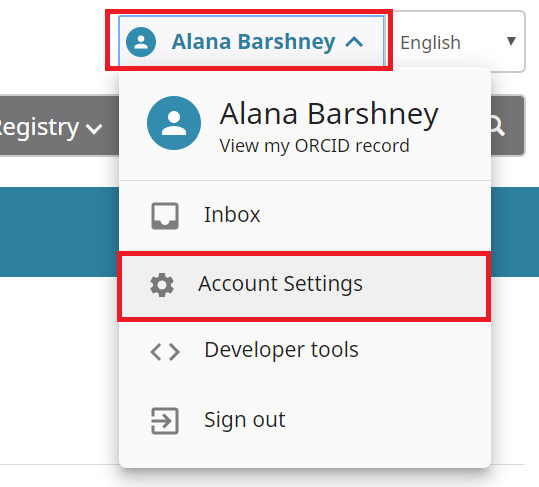 Alana Barshney
English
Registry
Alana Barshney
View my ORCID record
Inbox
Account Settings
Developer tools
Sign out